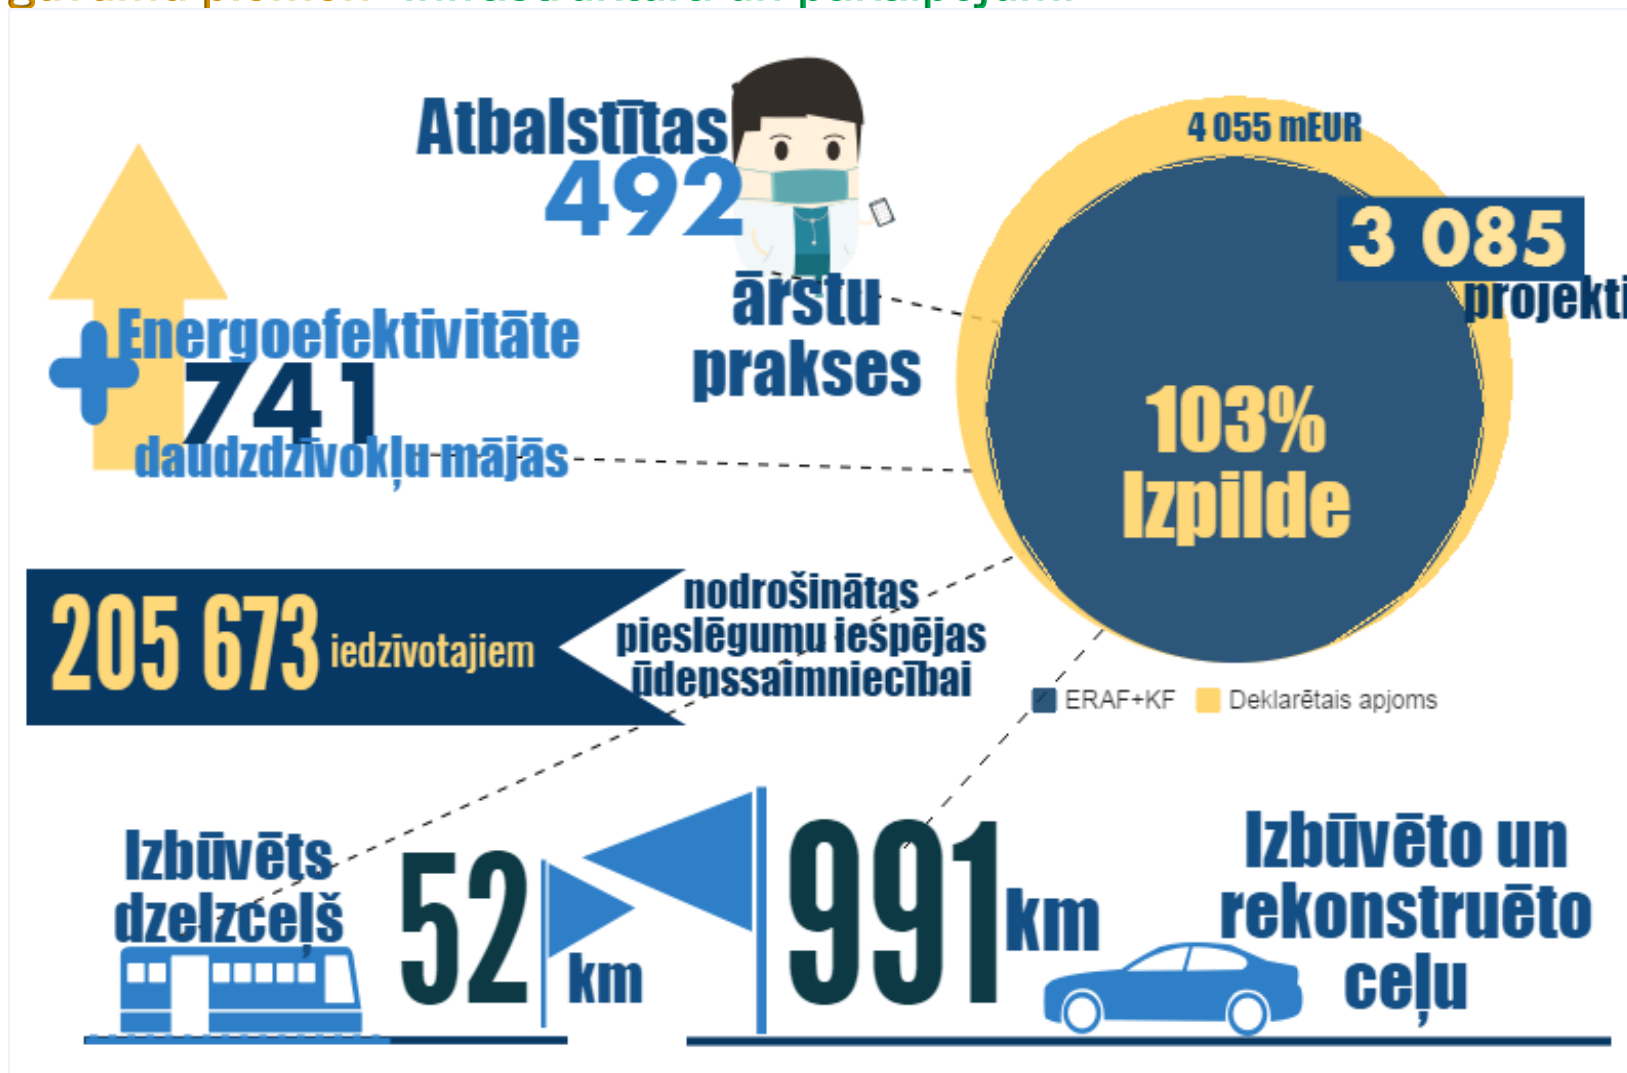 Atbalstītas
492
ārstu
prakses
4 055 mEUR
3 085
projekti
103%
Izpilde
Energoefektivitāte
741
daudzdzīvokļu mājās
205 673 iedzīvotajiem
nodrošinātas
pieslēgumu iespējas
ūdenssaimniecībai
ERAF+KF
Deklarētais apjoms
Izbūvēts
dzelzceļš
52
km
991
km
Izbūvēto un
rekonstruēto
ceļu